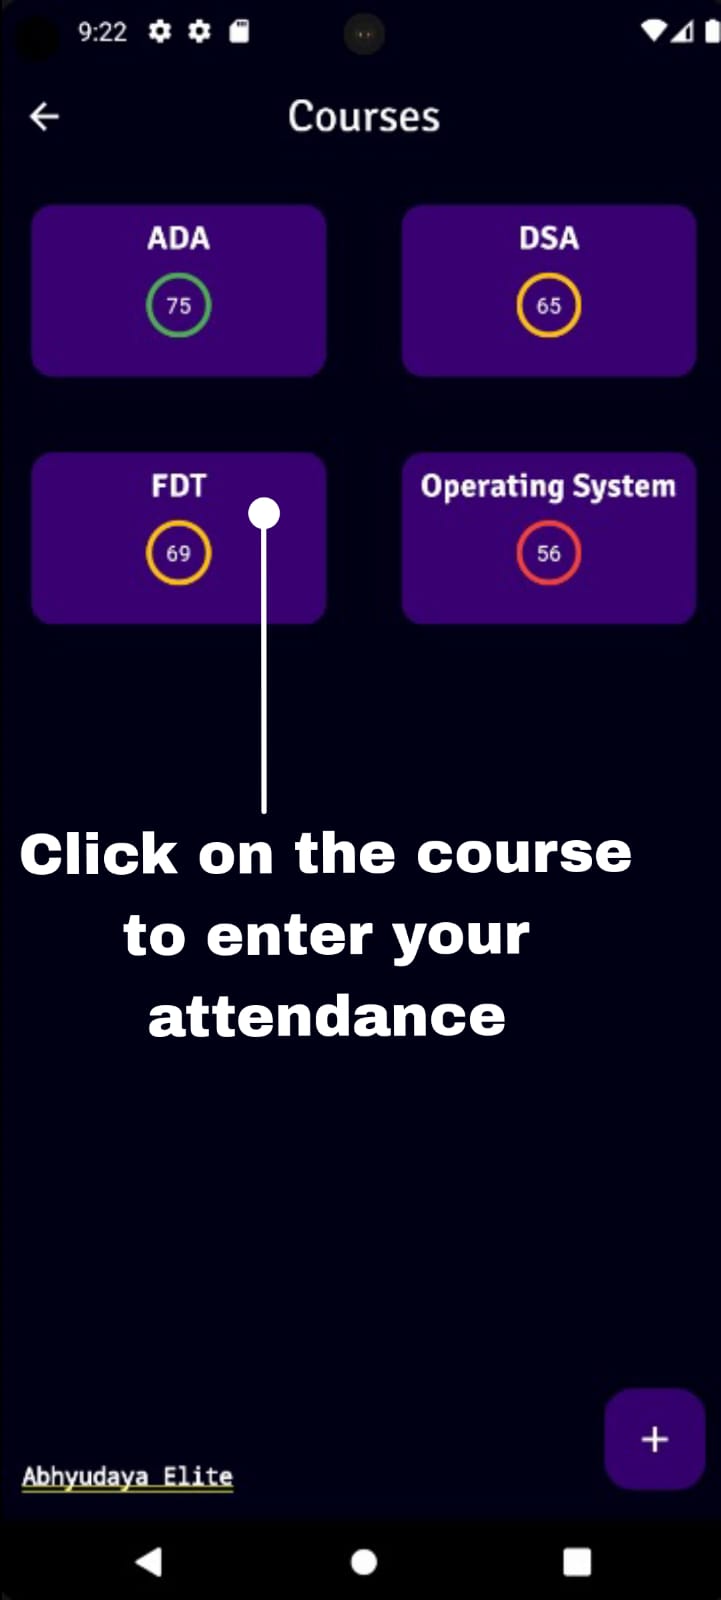 9:22
Courses
ADA
75
DSA
65
FDT
69
Operating System
56
Click on the course
to enter your
attendance
+
Abhyudaya Elite